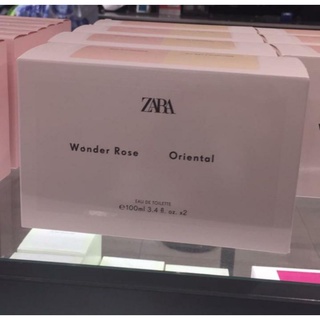 ZARA
Wonder Rose Oriental
EAU DE TOILETTE
℮100ml 3.4 fl. oz. x2